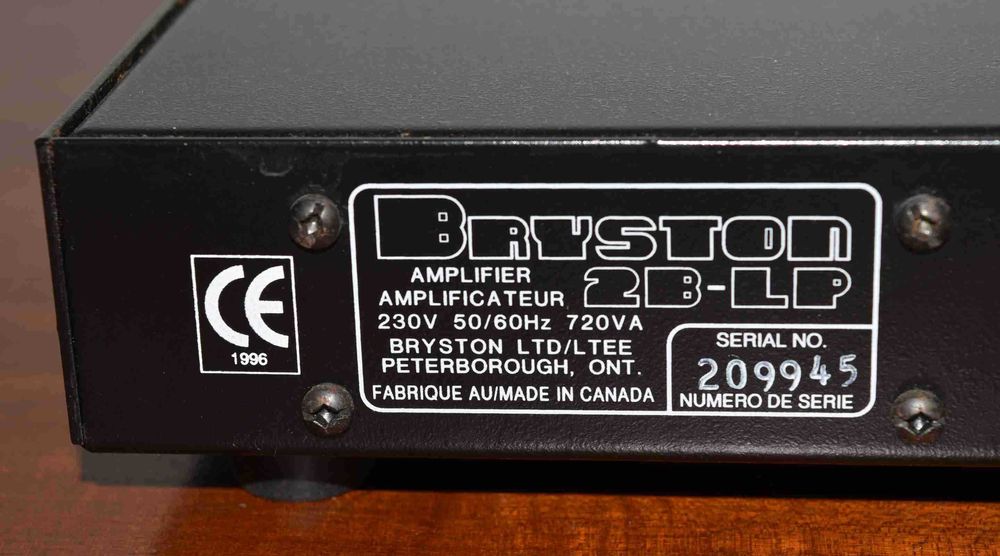 CE
1996
BRYSTON
AMPLIFIER
AMPLIFICATEUR
2B-LP
230V 50/60Hz 720VA
BRYSTON LTD/LTEE
PETERBOROUGH, ONT.
FABRIQUE AU/MADE IN CANADA
SERIAL NO.
209945
NUMERO DE SERIE